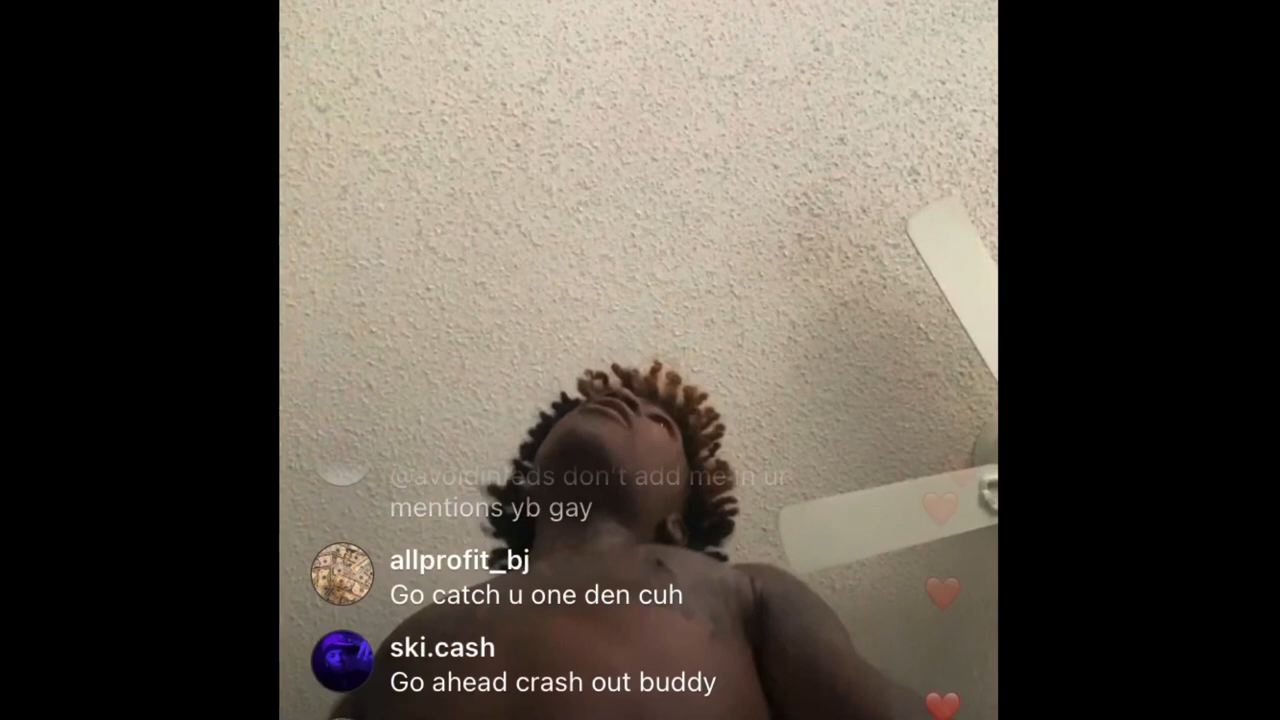 @avoidinfeds don't add me in ur
mentions yb gay
allprofit_bj
Go catch u one den cuh
ski.cash
Go ahead crash out buddy